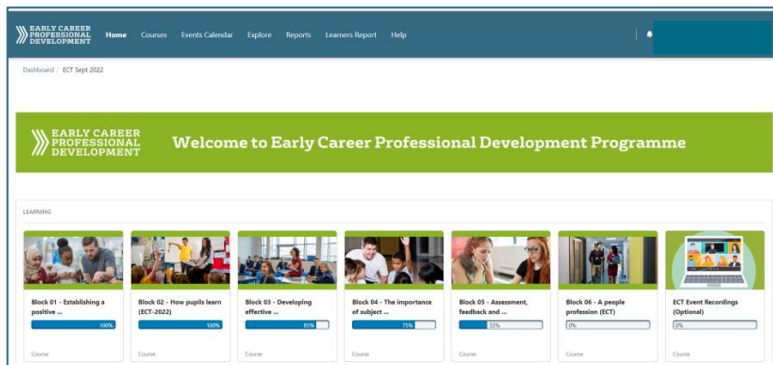 EARLY CAREER
PROFESSIONAL
DEVELOPMENT
Home Courses Events Calendar Explore Reports Learners Report Help
Dashboard / ECT Sept 2022
EARLY CAREER
PROFESSIONAL
DEVELOPMENT
Welcome to Early Career Professional Development Programme
LEARNING
Block 01 - Establishing a
positive ...
100%
Course
Block 02 - How pupils learn
(ECT-2022)
100%
Course
Block 03 - Developing
effective ...
85%
Course
Block 04 - The importance
of subject ...
75%
Course
Block 05 - Assessment,
feedback and ...
Course
Block 06 - A people
profession (ECT)
0%
Course
ECT Event Recordings
(Optional)
0%
Course